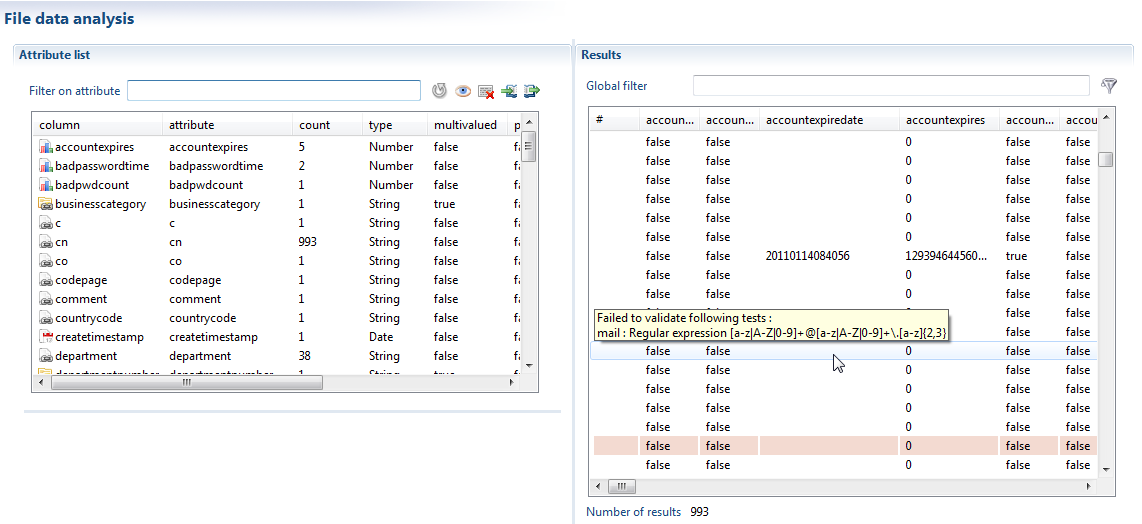 File data analysis
Attribute list
Filter on attribute
column attribute count type multivalued p
accountexpires accountexpires 5 Number false fa
badpasswordtime badpasswordtime 2 Number false fa
badpwdcount badpwdcount 1 Number false fa
businesscategory businesscategory 1 String true fa
c c 1 String false fa
cn cn 993 String false fa
co co 1 String false fa
codepage codepage 1 String false fa
comment comment 1 String false fa
countrycode countrycode 1 String false fa
createtimestamp createtimestamp 1 Date false fa
department department 38 String false fa
departmentnumber departmentnumber 1 String true fa
Results
Global filter
# accoun... accoun... accountexpiredate accountexpires accoun... accou
false false 0 false false
false false 0 false false
false false 0 false false
false false 0 false false
false false 0 false false
false false 0 false false
false false 20110114084056 129394644560... true false
false false 0 false false
false false 0 false false
Failed to validate following tests :
mail : Regular expression [a-z|A-Z|0-9]+@[a-z|A-Z|0-9]+\.[a-z]{2,3}
false false
false false
false false 0 false false
false false 0 false false
false false 0 false false
false false 0 false false
false false 0 false false
false false 0 false false
false false 0 false false
Number of results 993